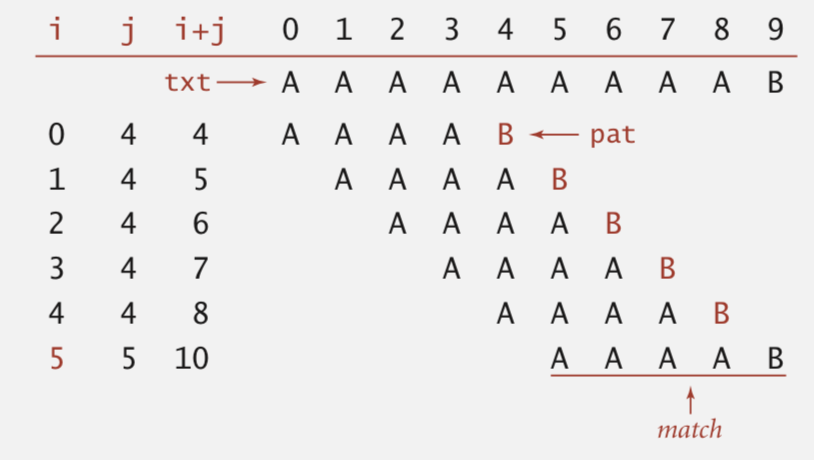 i j i+j 0 1 2 3 4 5 6 7 8 9
txt A A A A A A A A A B
0 4 4 A A A A B pat
1 4 5 A A A A B
2 4 6 A A A A B
3 4 7 A A A A B
4 4 8 A A A A B
5 5 10 A A A A B
match